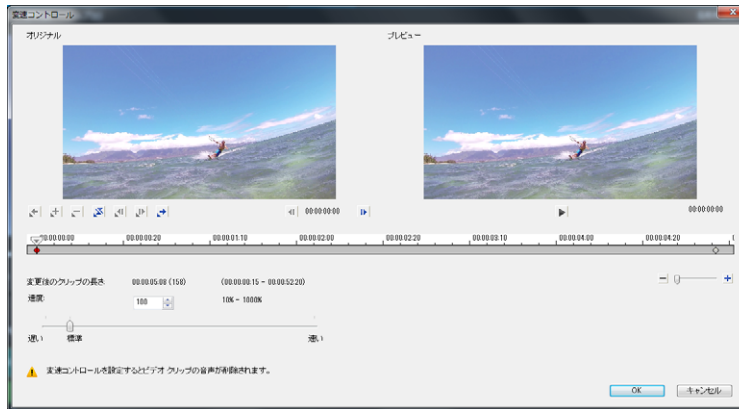 変速コントロール
オリジナル
プレビュー
00:00:00:00
00:00:00:00
00:00:00:00 00:00:00:20 00:00:01:10 00:00:02:00 00:00:02:20 00:00:03:10 00:00:04:00 00:00:04:20
変更後のクリップの長さ: 00:00:05:08 (158) (00:00:00:15 - 00:00:52:20)
速度: 100 10% - 1000%
遅い 標準 速い
変速コントロールを設定するとビデオ クリップの音声が削除されます。
OK キャンセル